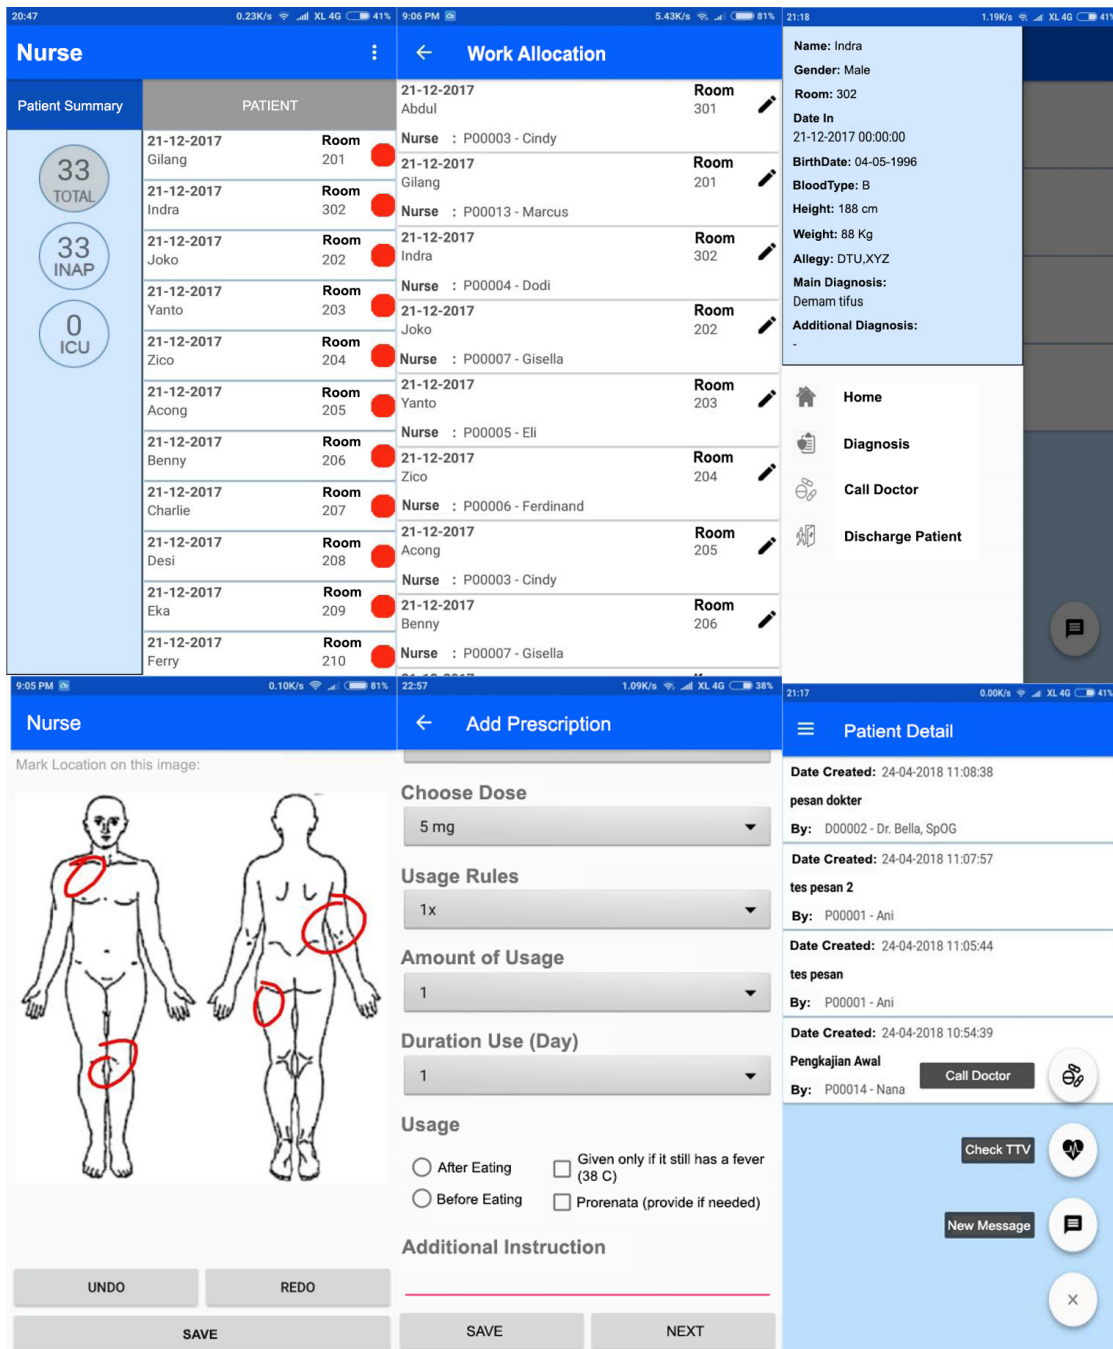 20:47 0.23K/s XL 4G 41%
Nurse
Patient Summary
PATIENT
33
TOTAL
33
INAP
0
ICU
21-12-2017 Room
Gilang 201
21-12-2017 Room
Indra 302
21-12-2017 Room
Joko 202
21-12-2017 Room
Yanto 203
21-12-2017 Room
Zico 204
21-12-2017 Room
Acong 205
21-12-2017 Room
Benny 206
21-12-2017 Room
Charlie 207
21-12-2017 Room
Desi 208
21-12-2017 Room
Eka 209
21-12-2017 Room
Ferry 210
9:06 PM 5.43K/s 81%
Work Allocation
21-12-2017 Room
Abdul 301
Nurse : P00003 - Cindy
21-12-2017 Room
Gilang 201
Nurse : P00013 - Marcus
21-12-2017 Room
Indra 302
Nurse : P00004 - Dodi
21-12-2017 Room
Joko 202
Nurse : P00007 - Gisella
21-12-2017 Room
Yanto 203
Nurse : P00005 - Eli
21-12-2017 Room
Zico 204
Nurse : P00006 - Ferdinand
21-12-2017 Room
Acong 205
Nurse : P00003 - Cindy
21-12-2017 Room
Benny 206
Nurse : P00007 - Gisella
21:18 1.19K/s XL 4G 41%
Name: Indra
Gender: Male
Room: 302
Date In
21-12-2017 00:00:00
BirthDate: 04-05-1996
BloodType: B
Height: 188 cm
Weight: 88 Kg
Allegy: DTU,XYZ
Main Diagnosis:
Demam tifus
Additional Diagnosis:
-
Home
Diagnosis
Call Doctor
Discharge Patient
9:05 PM 0.10K/s 81%
Nurse
Mark Location on this image:
UNDO REDO
SAVE
22:57 1.09K/s XL 4G 38%
Add Prescription
Choose Dose
5 mg
Usage Rules
1x
Amount of Usage
1
Duration Use (Day)
1
Usage
After Eating
Before Eating
Given only if it still has a fever
(38 C)
Prorenata (provide if needed)
Additional Instruction
SAVE NEXT
21:17 0.00K/s XL 4G 41%
Patient Detail
Date Created: 24-04-2018 11:08:38
pesan dokter
By: D00002 - Dr. Bella, SpOG
Date Created: 24-04-2018 11:07:57
tes pesan 2
By: P00001 - Ani
Date Created: 24-04-2018 11:05:44
tes pesan
By: P00001 - Ani
Date Created: 24-04-2018 10:54:39
Pengkajian Awal
By: P00014 - Nana
Call Doctor
Check TTV
New Message